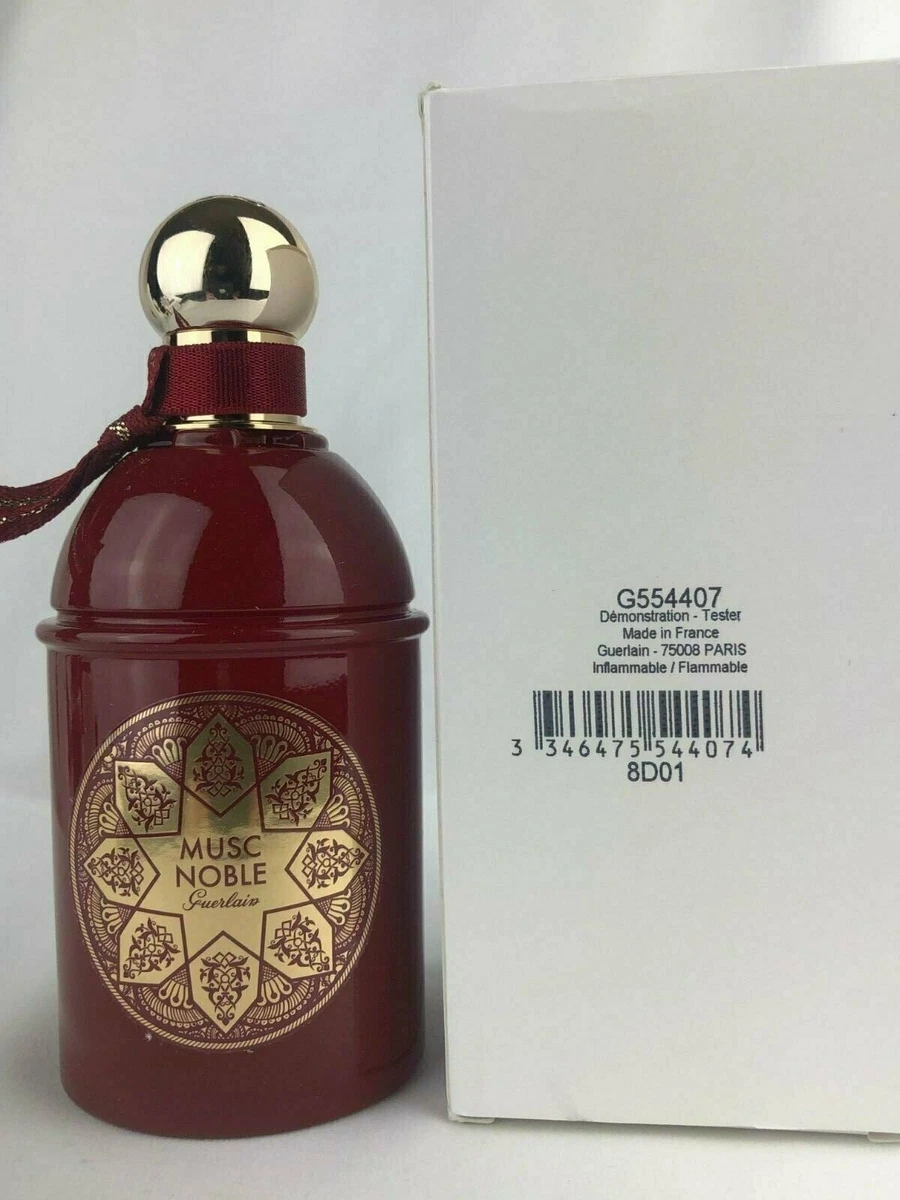 MUSC
NOBLE
Guerlain
G554407
Démonstration - Tester
Made in France
Guerlain - 75008 PARIS
Inflammable / Flammable
3 346475 544074
8D01